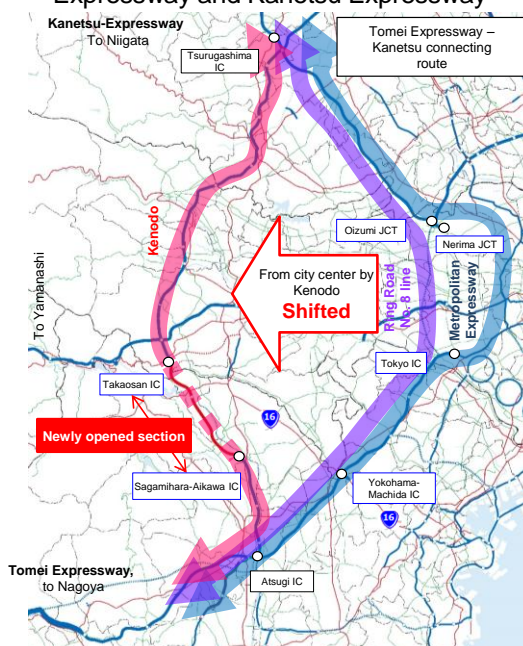 Expressway and Kanetsu Expressway
Kanetsu-Expressway
To Niigata
Tomei Expressway –
Kanetsu connecting
route
Tsurugashima
IC
Kenodo
Oizumi JCT
Nerima JCT
From city center by
Kenodo
Shifted
Ring Road
No. 8 line
Metropolitan
Expressway
To Yamanashi
Tokyo IC
Takaosan IC
16
Newly opened section
Sagamihara-Aikawa IC
Yokohama-
Machida IC
16
Tomei Expressway,
to Nagoya
Atsugi IC